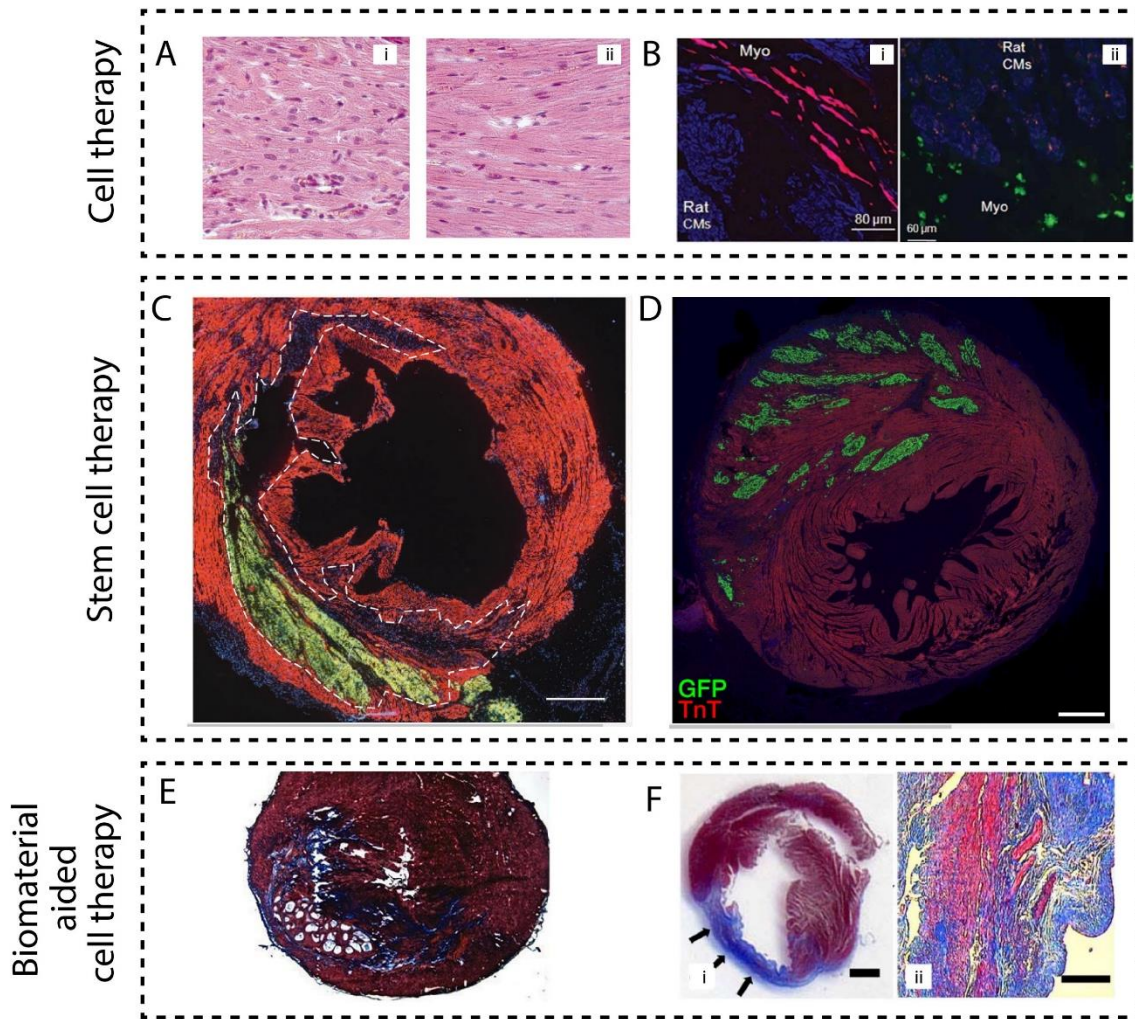 Cell therapy
A
i
ii
B
Myo
i
Rat
CMs
80 µm
Rat
CMs
ii
Myo
60 µm
Stem cell therapy
C
D
GFP
TnT
Biomaterial
aided
cell therapy
E
F
i
ii